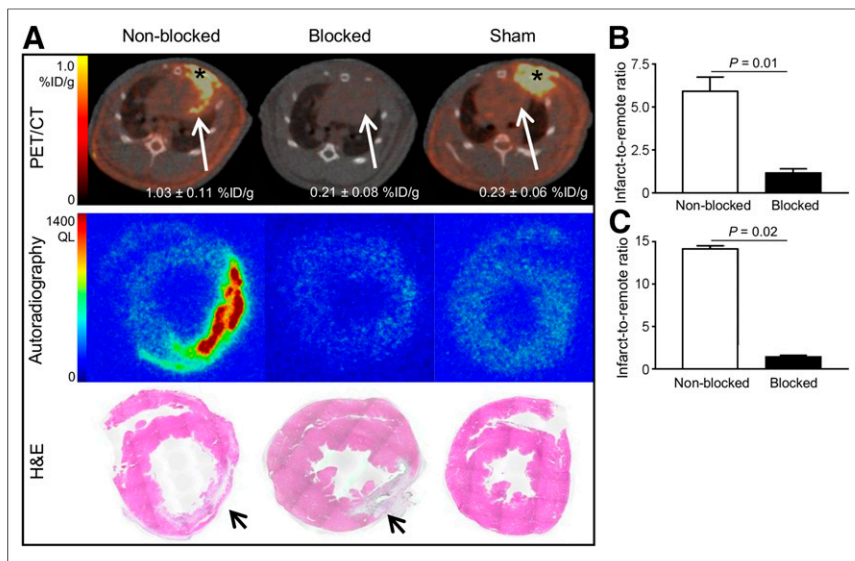 A
Non-blocked Blocked Sham
1.0
%ID/g
PET/CT
0
* *
1.03 ± 0.11 %ID/g 0.21 ± 0.08 %ID/g 0.23 ± 0.06 %ID/g
1400
QL
Autoradiography
0
H&E
B
Infarct-to-remote ratio
7.5
5.0
2.5
0
P = 0.01
Non-blocked Blocked
C
Infarct-to-remote ratio
15
10
5
0
P = 0.02
Non-blocked Blocked